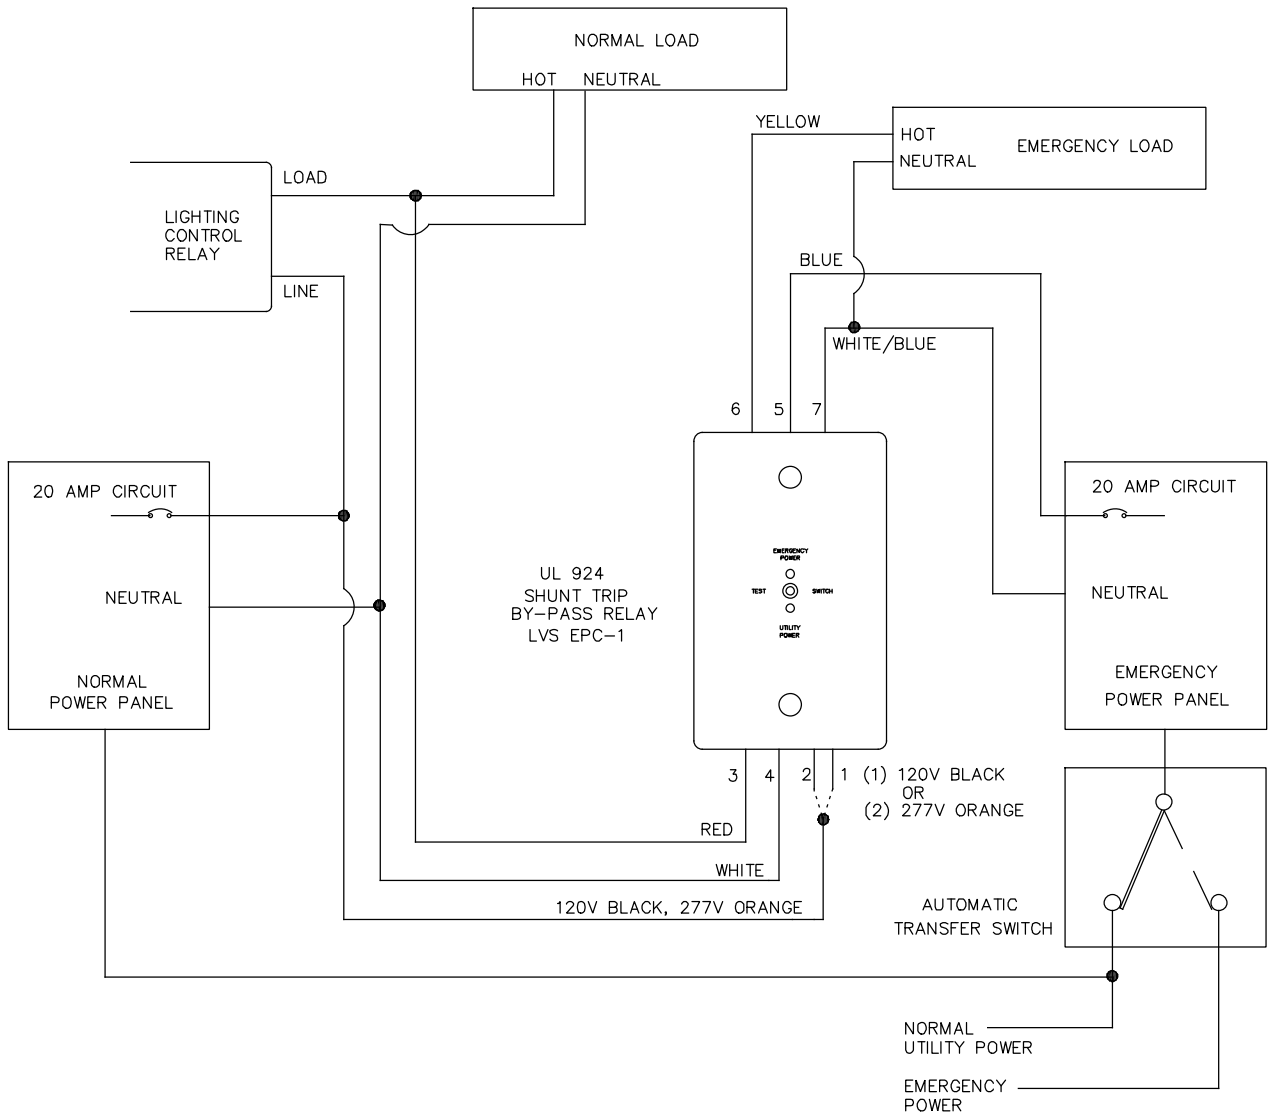 NORMAL LOAD
HOT NEUTRAL
YELLOW
HOT
NEUTRAL
EMERGENCY LOAD
LOAD
LIGHTING
CONTROL
RELAY
LINE
BLUE
WHITE/BLUE
6 5 7
20 AMP CIRCUIT
NEUTRAL
NORMAL
POWER PANEL
UL 924
SHUNT TRIP
BY-PASS RELAY
LVS EPC-1
EMERGENCY
POWER
TEST SWITCH
UTILITY
POWER
20 AMP CIRCUIT
NEUTRAL
EMERGENCY
POWER PANEL
3 4 2 1
(1) 120V BLACK
OR
(2) 277V ORANGE
RED
WHITE
120V BLACK, 277V ORANGE
AUTOMATIC
TRANSFER SWITCH
NORMAL
UTILITY POWER
EMERGENCY
POWER